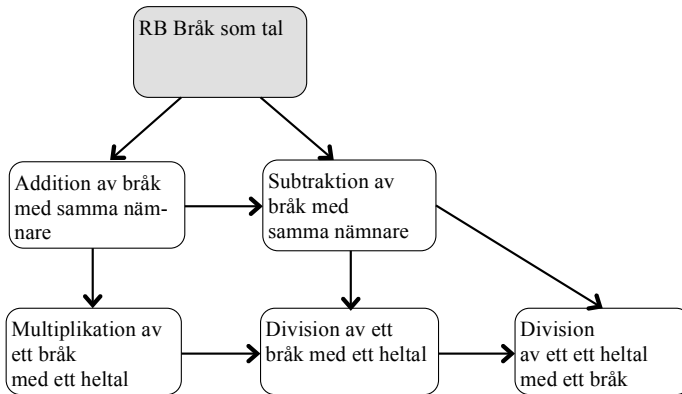 RB Bråk som tal
Addition av bråk
med samma näm-
nare
Subtraktion av
bråk med
samma nämnare
Multiplikation av
ett bråk
med ett heltal
Division av ett
bråk med ett heltal
Division
av ett ett heltal
med ett bråk